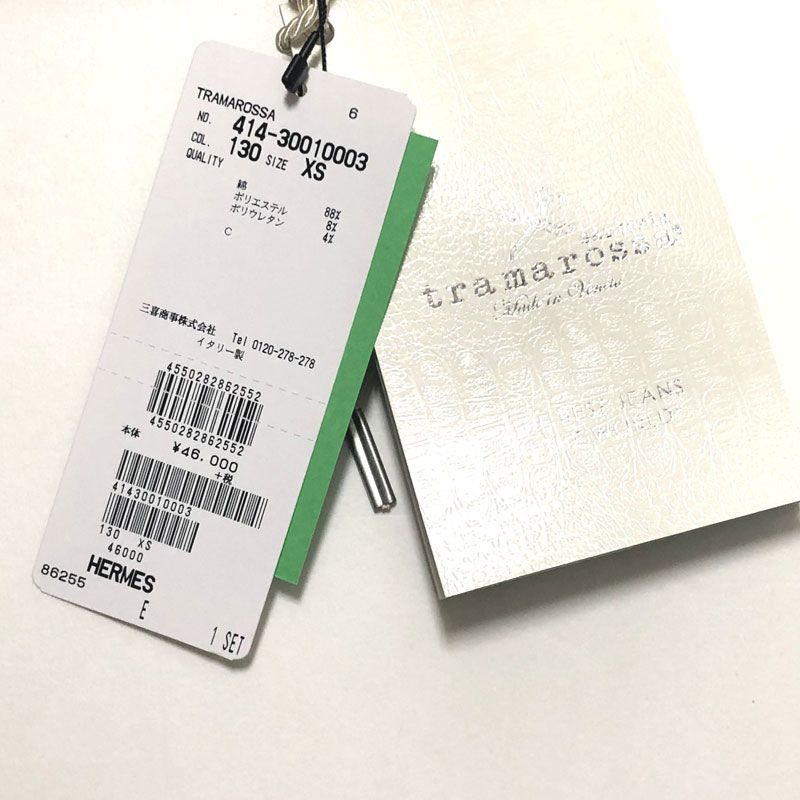 TRAMAROSSA 6
NO. 414-30010003
COL. 130 SIZE XS
QUALITY
綿 88%
ポリエステル 8%
ポリウレタン 4%
C
三喜商事株式会社 Tel 0120-278-278
イタリー製
4550282862552
4550282862552
本体 ¥46,000
+税
41430010003
130 XS
46000
HERMES
86255 E 1 SET
tramarossa
Made in Veneto
BEST JEANS